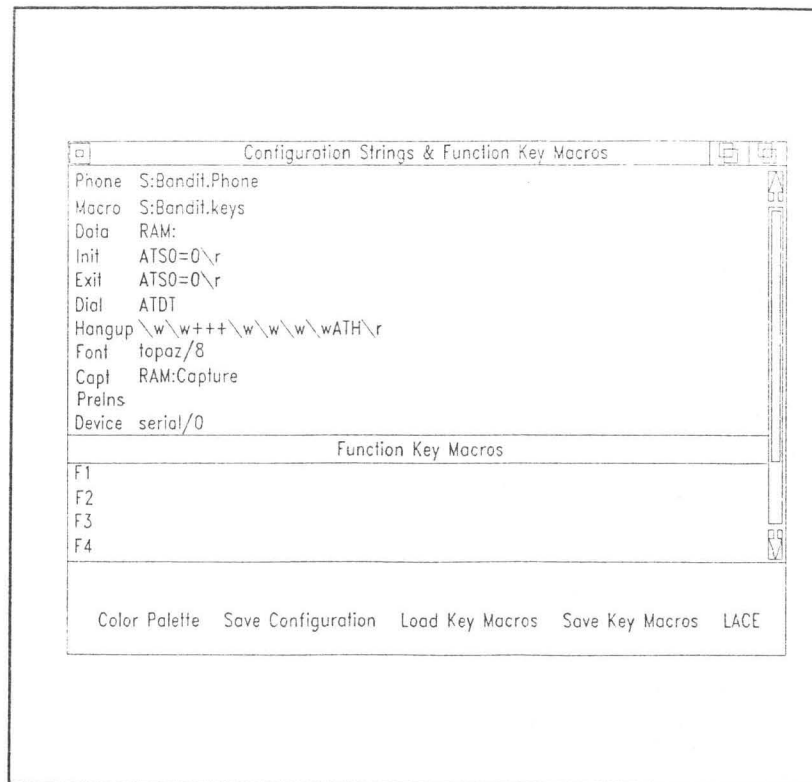 Configuration Strings & Function Key Macros
Phone S:Bandit.Phone
Macro S:Bandit.keys
Data RAM:
Init ATS0=0\r
Exit ATS0=0\r
Dial ATDT
Hangup \w\w+++\w\w\w\wATH\r
Font topaz/8
Capt RAM:Capture
PreIns
Device serial/0
Function Key Macros
F1
F2
F3
F4
Color Palette Save Configuration Load Key Macros Save Key Macros LACE